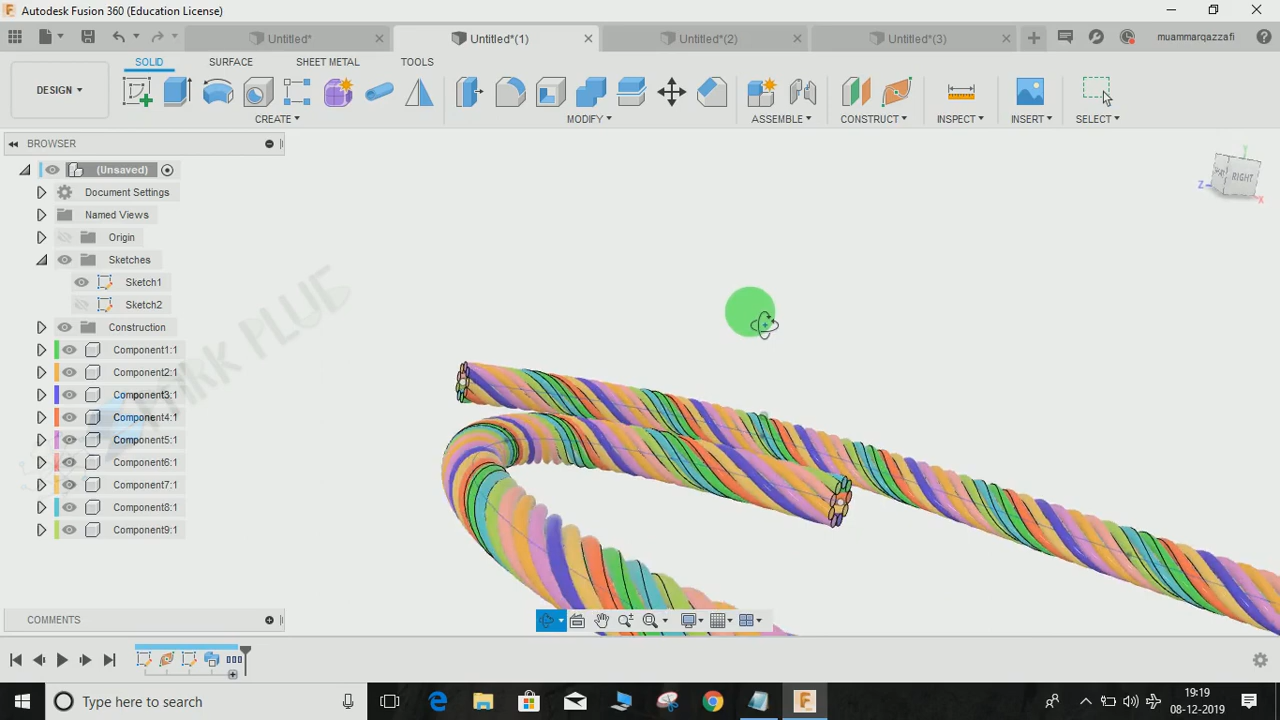 Autodesk Fusion 360 (Education License)
Untitled*
Untitled*(1)
Untitled*(2)
Untitled*(3)
muammarqazzafi
SOLID
SURFACE
SHEET METAL
TOOLS
DESIGN
CREATE
MODIFY
ASSEMBLE
CONSTRUCT
INSPECT
INSERT
SELECT
BROWSER
(Unsaved)
Document Settings
Named Views
Origin
Sketches
Sketch1
Sketch2
Construction
Component1:1
Component2:1
Component3:1
Component4:1
Component5:1
Component6:1
Component7:1
Component8:1
Component9:1
RIGHT
Y
Z
X
COMMENTS
Type here to search
19:19
08-12-2019